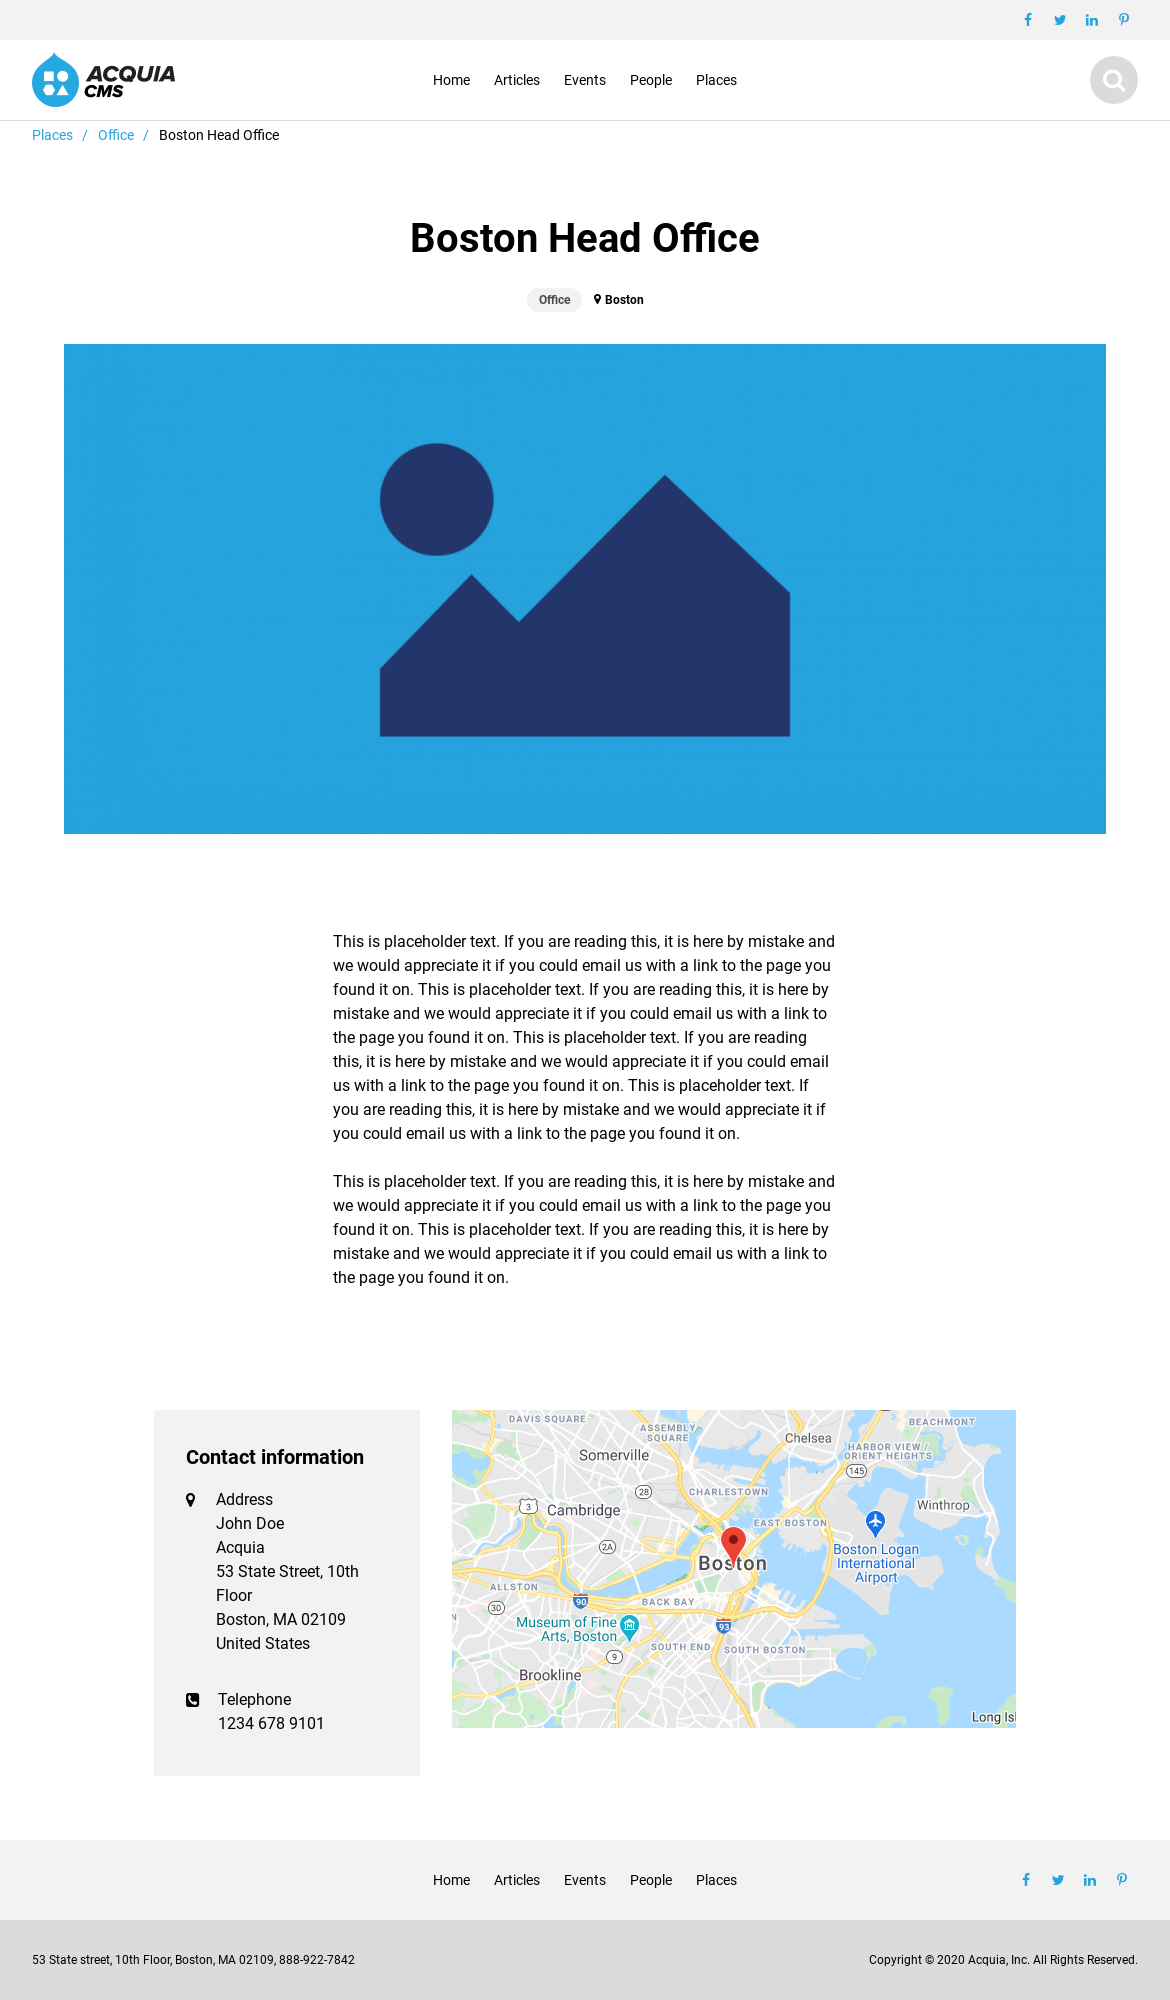 ACQUIA
CMS
Home Articles Events People Places
Places / Office / Boston Head Office
Boston Head Office
Office Boston
This is placeholder text. If you are reading this, it is here by mistake and
we would appreciate it if you could email us with a link to the page you
found it on. This is placeholder text. If you are reading this, it is here by
mistake and we would appreciate it if you could email us with a link to
the page you found it on. This is placeholder text. If you are reading
this, it is here by mistake and we would appreciate it if you could email
us with a link to the page you found it on. This is placeholder text. If
you are reading this, it is here by mistake and we would appreciate it if
you could email us with a link to the page you found it on.
This is placeholder text. If you are reading this, it is here by mistake and
we would appreciate it if you could email us with a link to the page you
found it on. This is placeholder text. If you are reading this, it is here by
mistake and we would appreciate it if you could email us with a link to
the page you found it on.
Contact information
Address
John Doe
Acquia
53 State Street, 10th
Floor
Boston, MA 02109
United States
Telephone
1234 678 9101
DAVIS SQUARE
BEACHMONT
ASSEMBLY
SQUARE
Chelsea
Somerville
HARBOR VIEW /
ORIENT HEIGHTS
145
28
CHARLESTOWN
3
Cambridge
Winthrop
EAST BOSTON
2A
Boston
Boston Logan
International
Airport
ALLSTON
90
30
BACK BAY
Museum of Fine
Arts, Boston
93
SOUTH END
SOUTH BOSTON
9
Brookline
Long Isl
Home Articles Events People Places
53 State street, 10th Floor, Boston, MA 02109, 888-922-7842
Copyright © 2020 Acquia, Inc. All Rights Reserved.